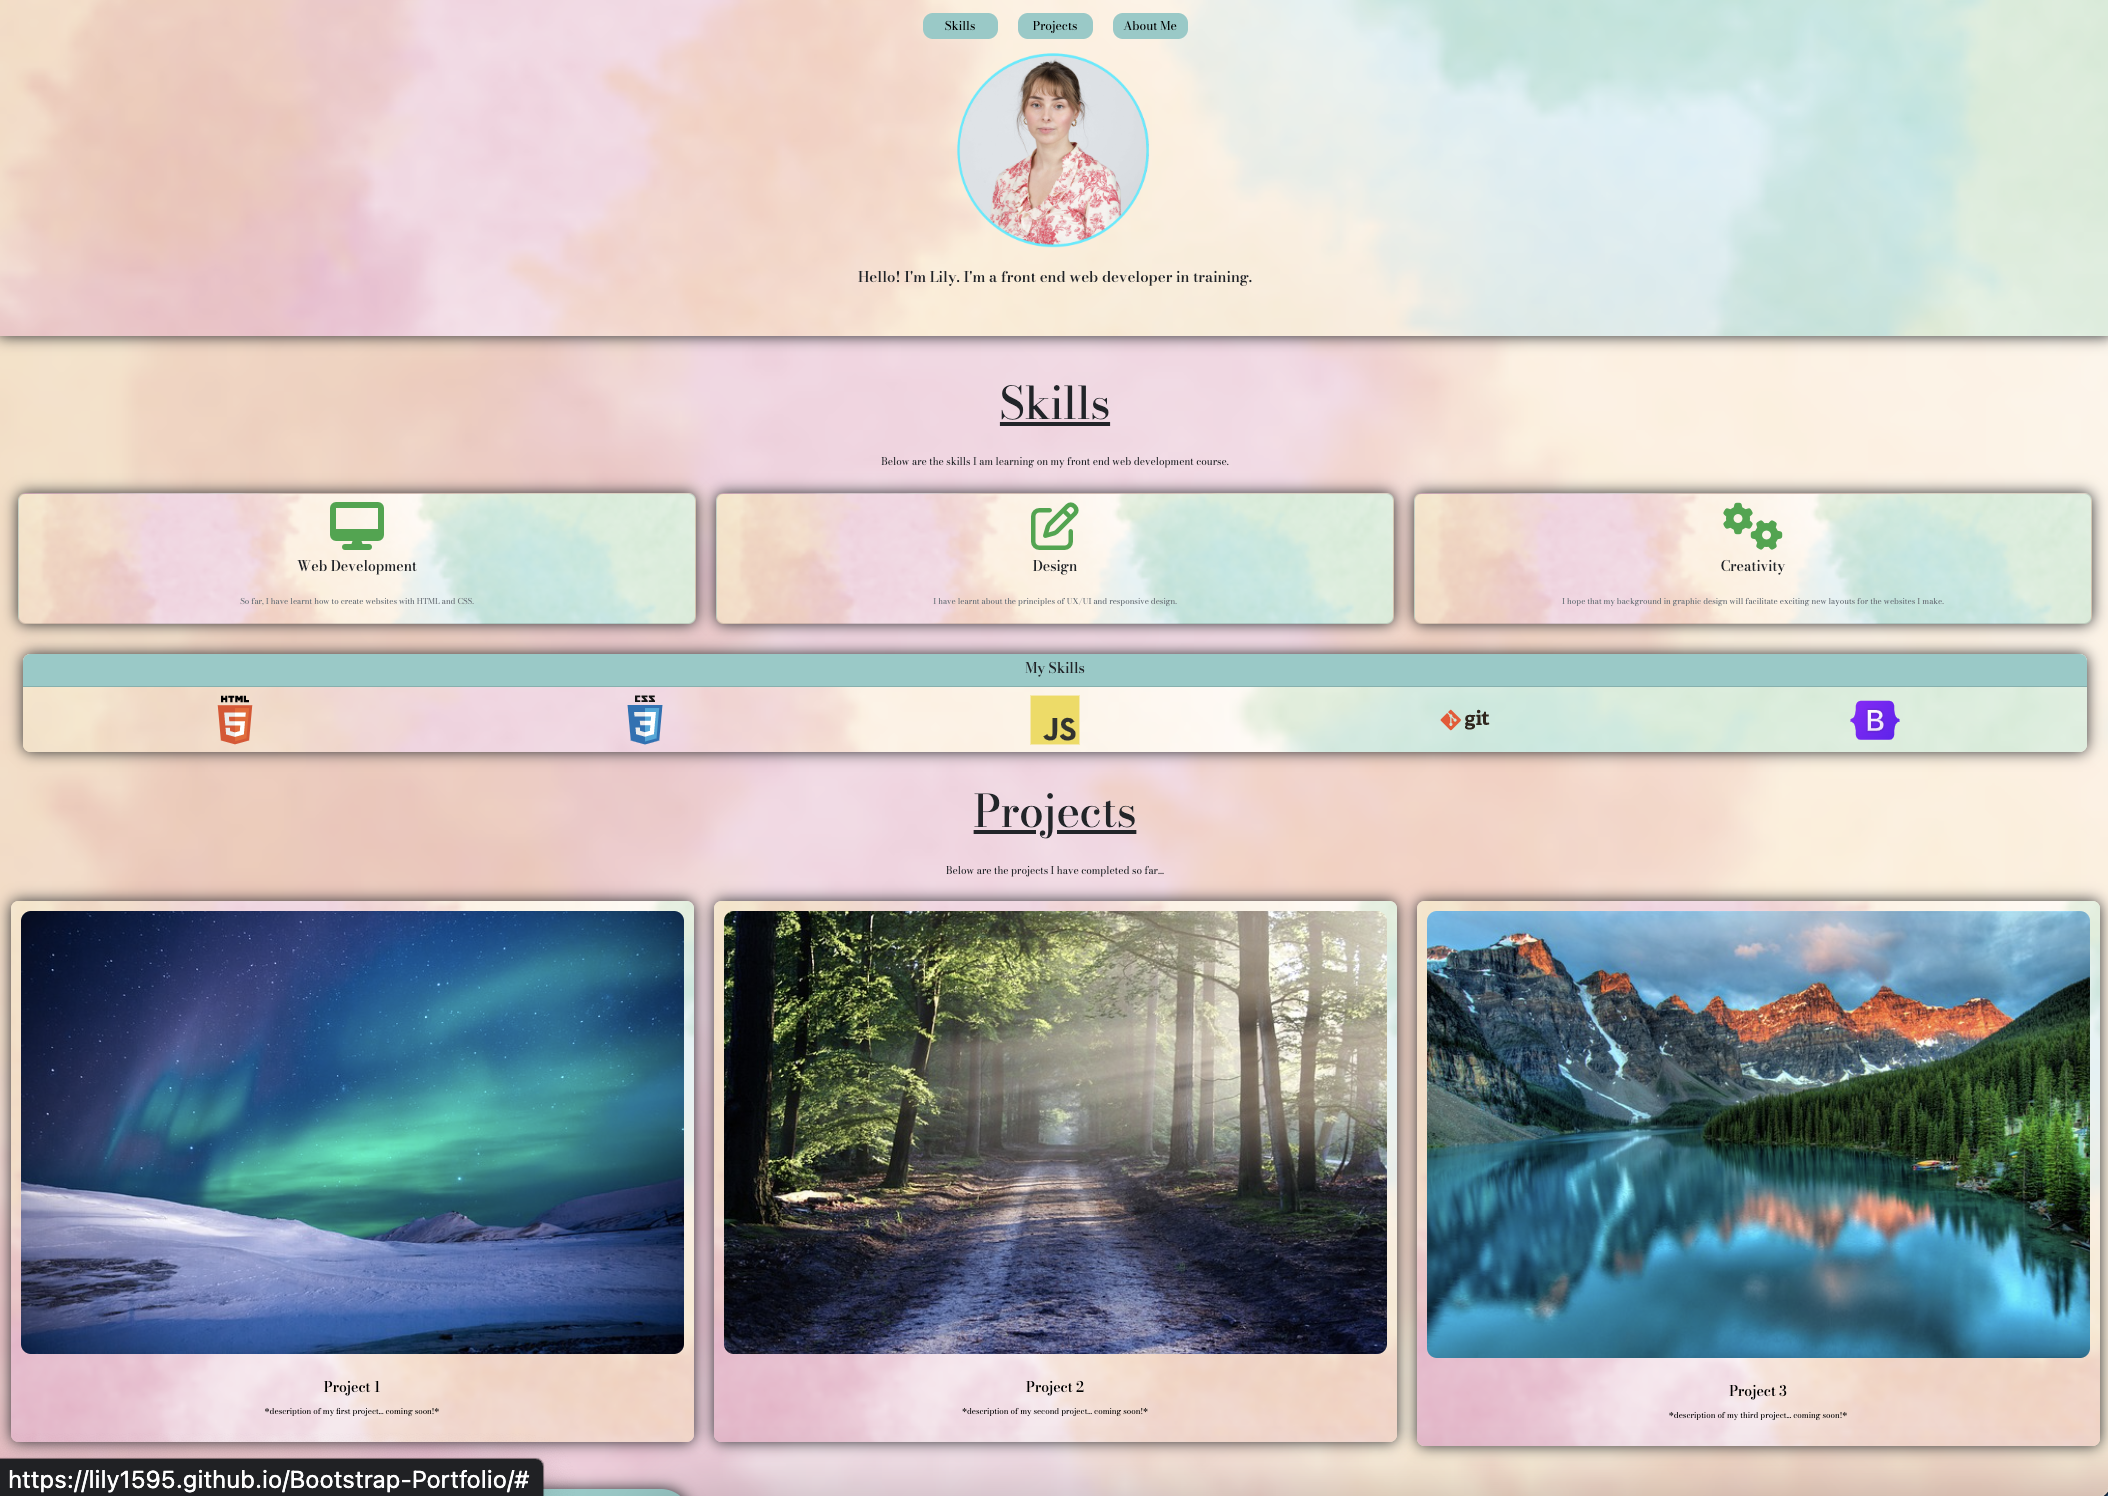 Skills
Projects
About Me
Hello! I'm Lily. I'm a front end web developer in training.
Skills
Below are the skills I am learning on my front end web development course.
Web Development
So far, I have learnt how to create websites with HTML and CSS.
Design
I have learnt about the principles of UX/UI and responsive design.
Creativity
I hope that my background in graphic design will facilitate exciting new layouts for the websites I make.
My Skills
HTML
5
CSS
3
JS
git
B
Projects
Below are the projects I have completed so far...
Project 1
*description of my first project... coming soon!*
Project 2
*description of my second project... coming soon!*
Project 3
*description of my third project... coming soon!*
https://lily1595.github.io/Bootstrap-Portfolio/#